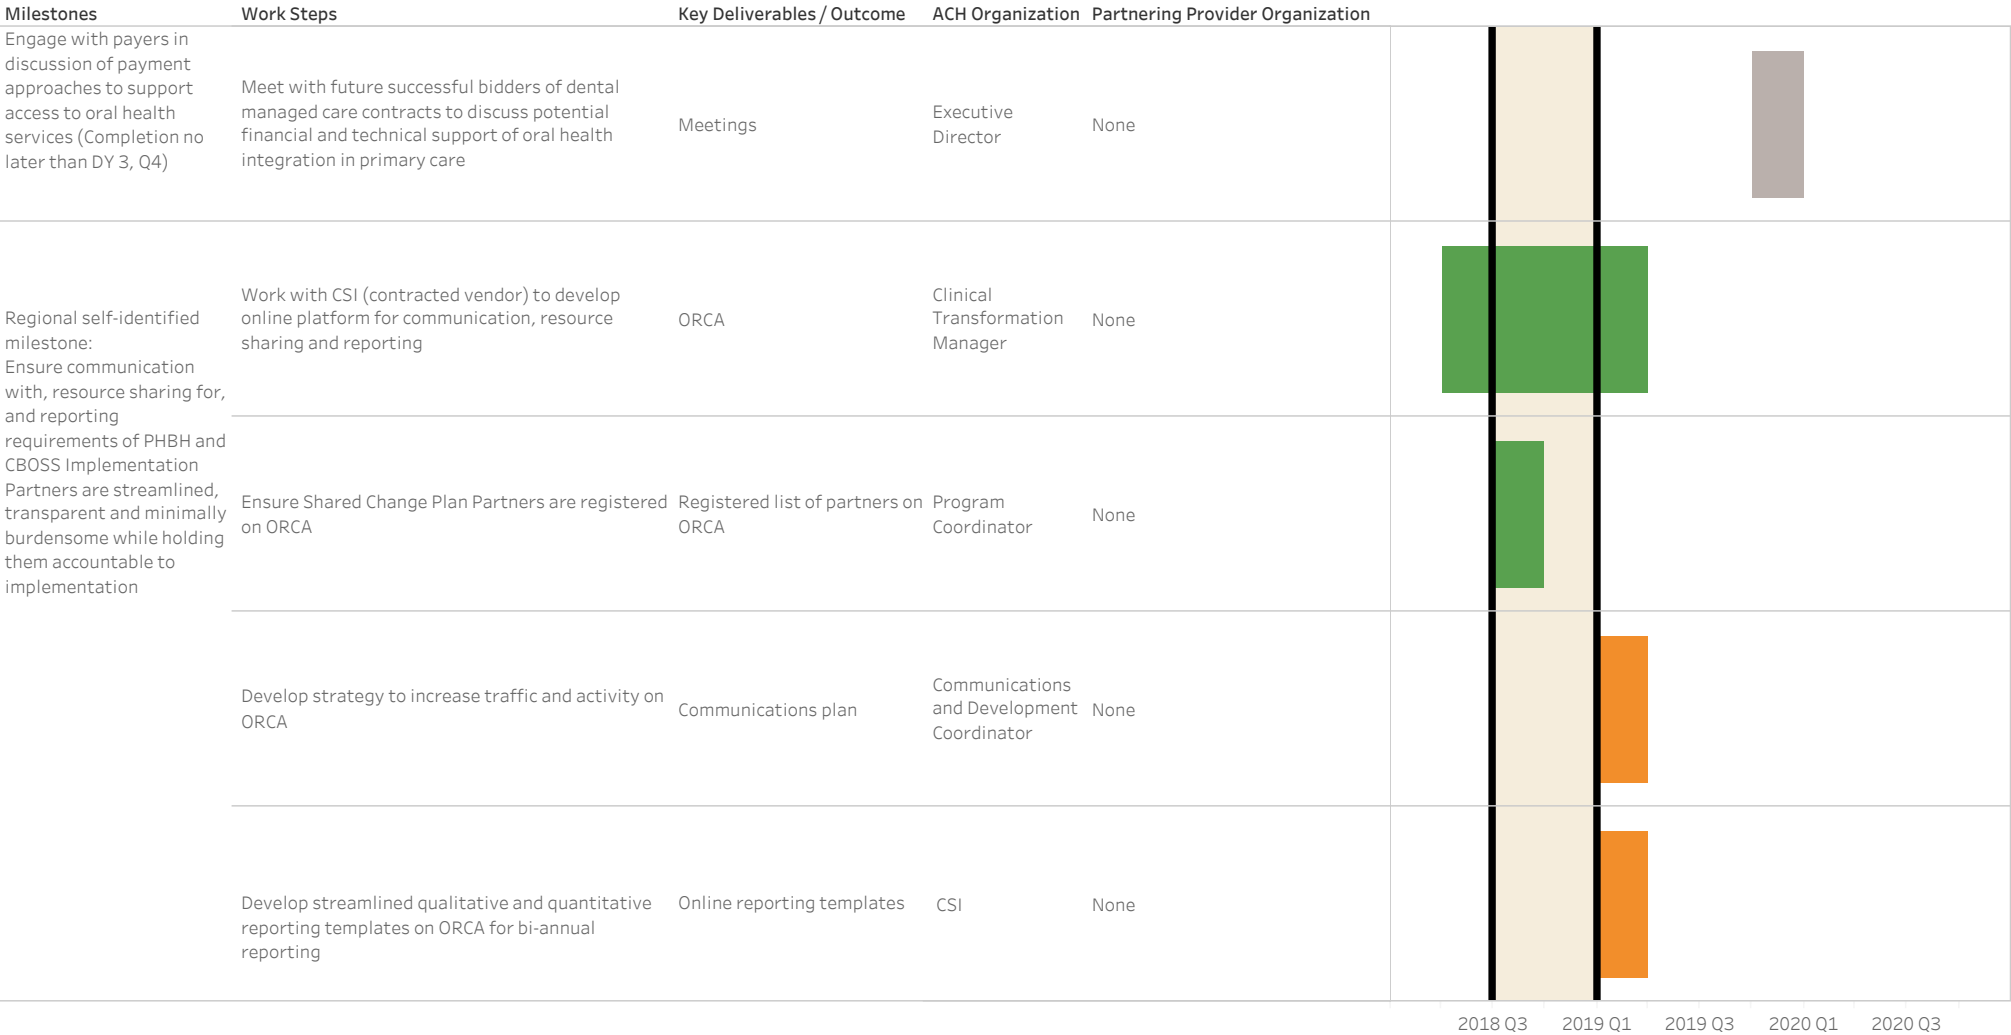 Milestones
Work Steps
Key Deliverables / Outcome
ACH Organization
Partnering Provider Organization
Engage with payers in
discussion of payment
approaches to support
access to oral health
services (Completion no
later than DY 3, Q4)
Meet with future successful bidders of dental
managed care contracts to discuss potential
financial and technical support of oral health
integration in primary care
Meetings
Executive
Director
None
Regional self-identified
milestone:
Ensure communication
with, resource sharing for,
and reporting
requirements of PHBH and
CBOSS Implementation
Partners are streamlined,
transparent and minimally
burdensome while holding
them accountable to
implementation
Work with CSI (contracted vendor) to develop
online platform for communication, resource
sharing and reporting
ORCA
Clinical
Transformation
Manager
None
Ensure Shared Change Plan Partners are registered
on ORCA
Registered list of partners on
ORCA
Program
Coordinator
None
Develop strategy to increase traffic and activity on
ORCA
Communications plan
Communications
and Development
Coordinator
None
Develop streamlined qualitative and quantitative
reporting templates on ORCA for bi-annual
reporting
Online reporting templates
CSI
None
2018 Q3
2019 Q1
2019 Q3
2020 Q1
2020 Q3